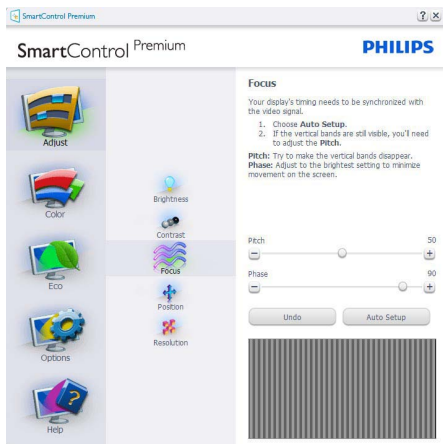 SmartControl Premium
SmartControl Premium
PHILIPS
Adjust
Color
Eco
Options
Help
Brightness
Contrast
Focus
Position
Resolution
Focus
Your display's timing needs to be synchronized with
the video signal.
1. Choose Auto Setup.
2. If the vertical bands are still visible, you'll need
to adjust the Pitch.
Pitch: Try to make the vertical bands disappear.
Phase: Adjust to the brightest setting to minimize
movement on the screen.
Pitch 50
Phase 90
Undo Auto Setup